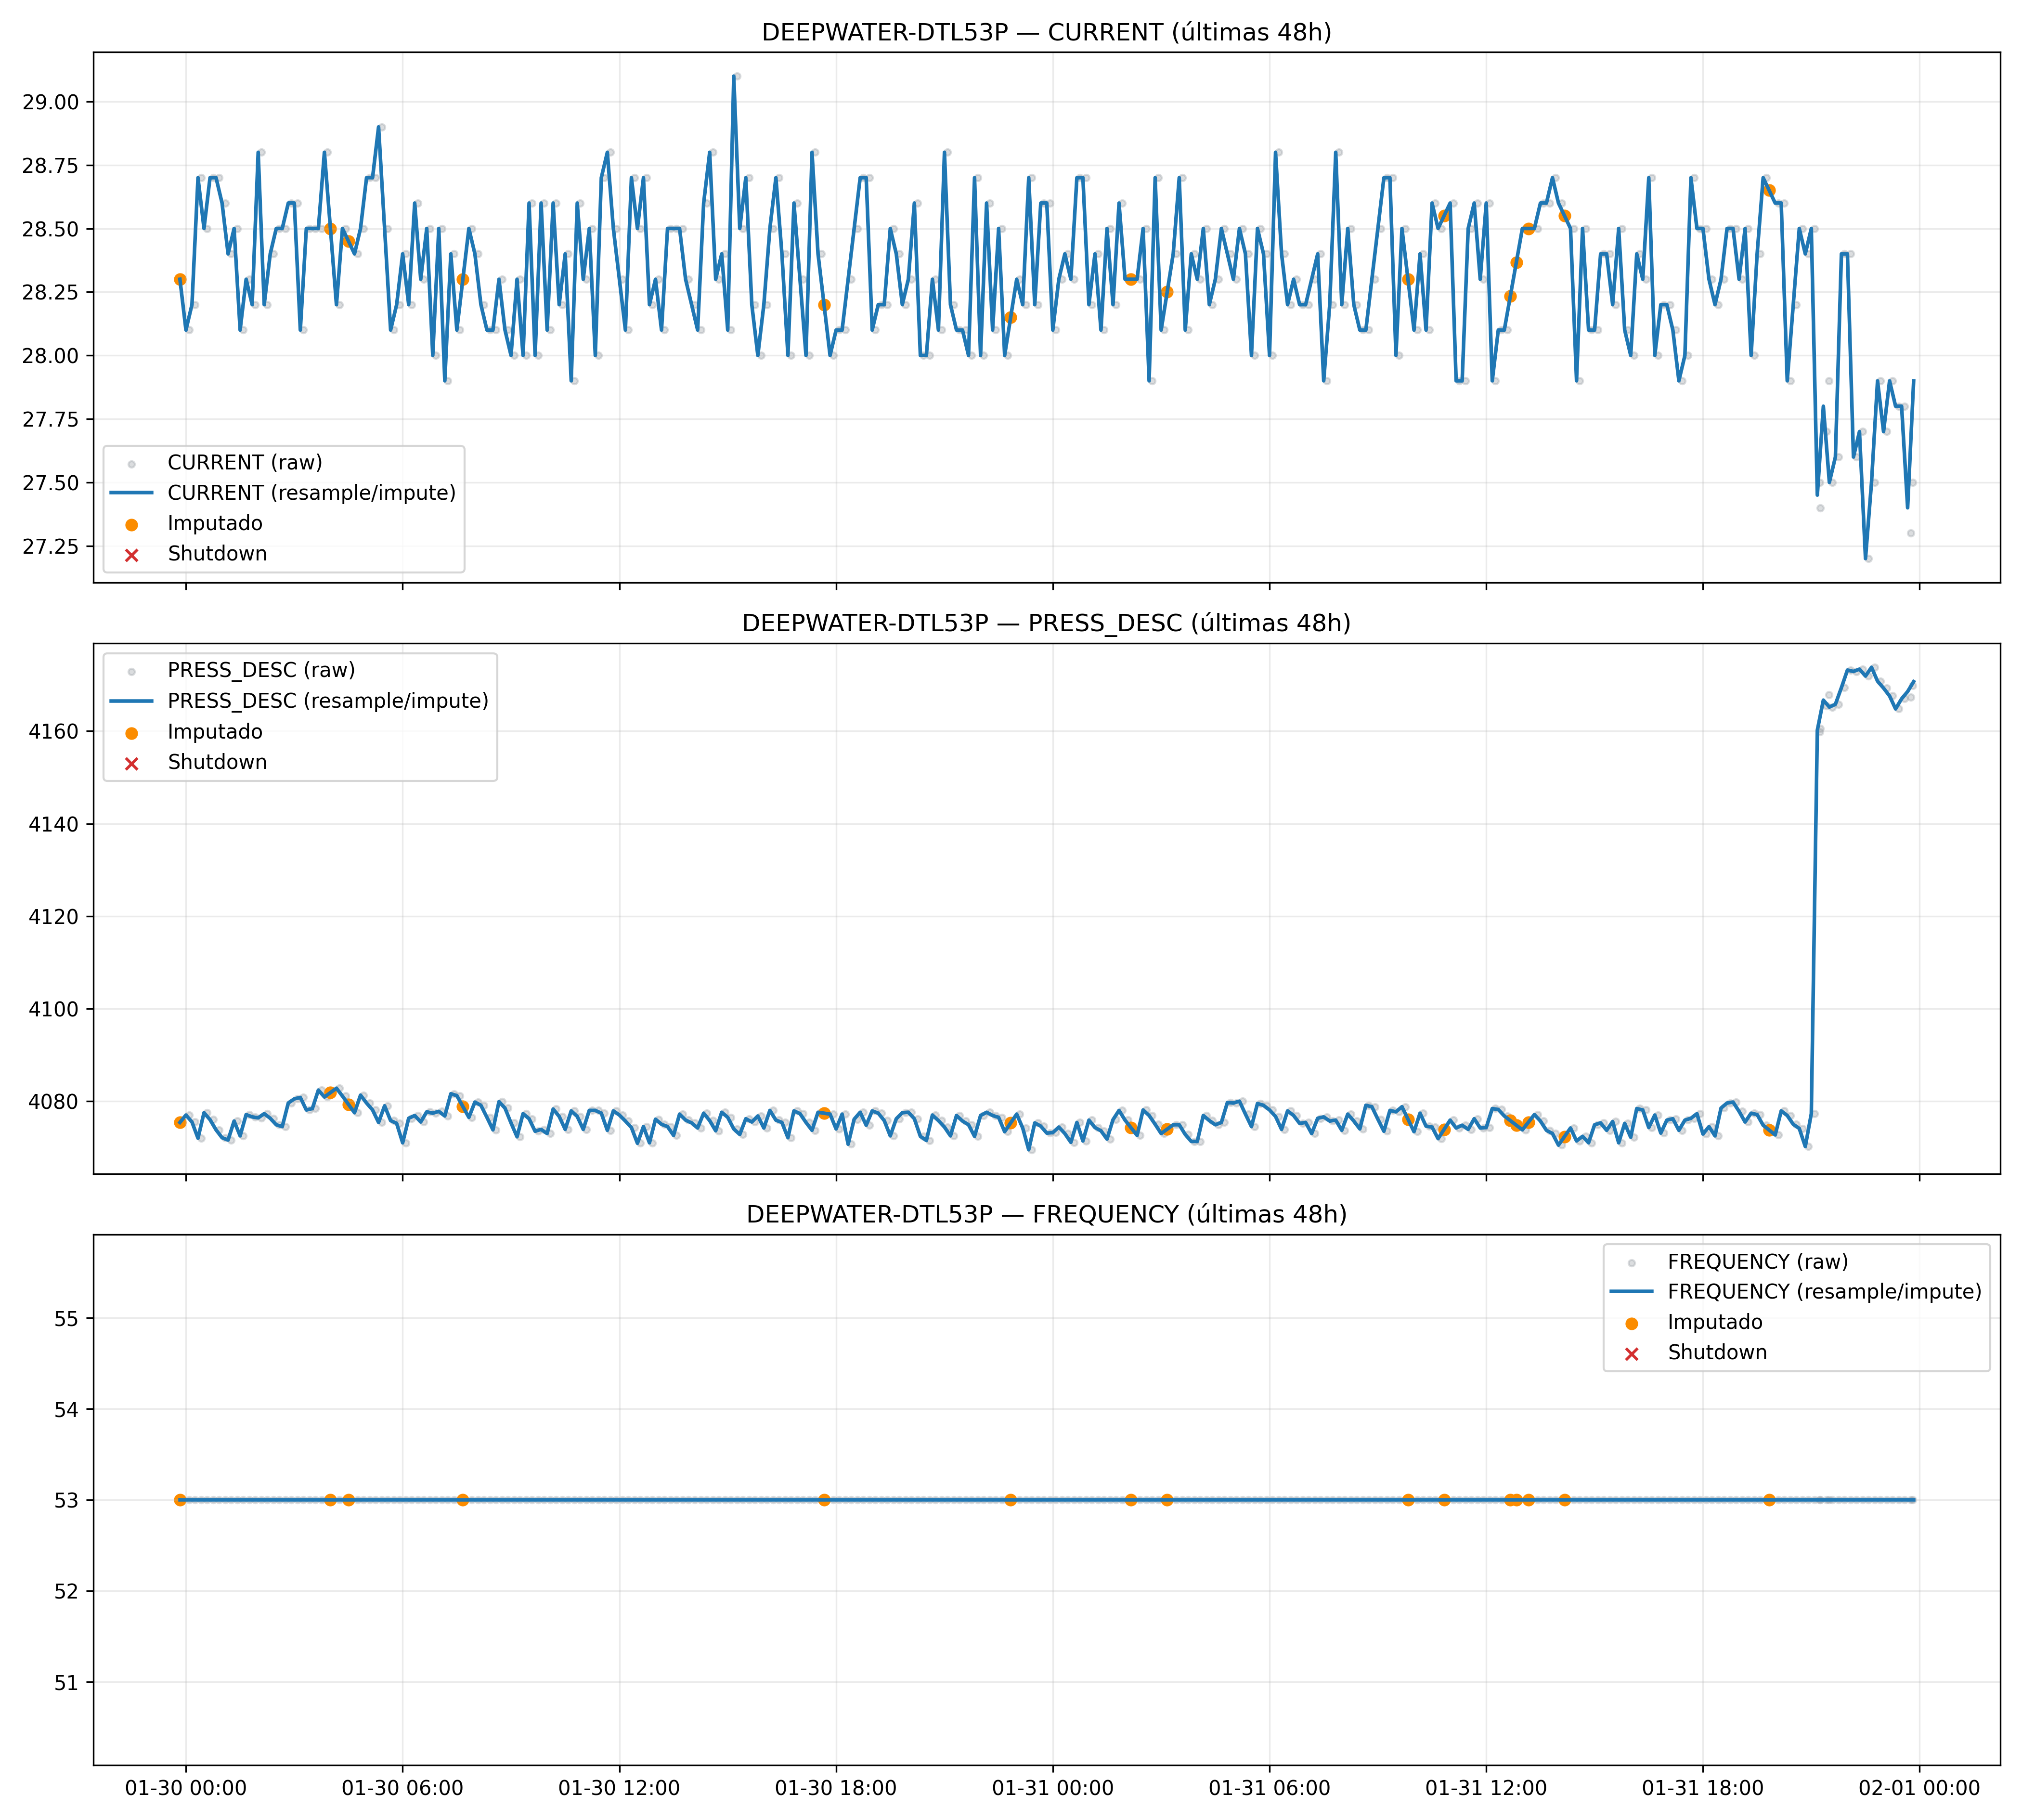 DEEPWATER-DTL53P — CURRENT (últimas 48h)
29.00
28.75
28.50
28.25
28.00
27.75
27.50
27.25
CURRENT (raw)
CURRENT (resample/impute)
Imputado
Shutdown
DEEPWATER-DTL53P — PRESS_DESC (últimas 48h)
PRESS_DESC (raw)
PRESS_DESC (resample/impute)
Imputado
Shutdown
4160
4140
4120
4100
4080
DEEPWATER-DTL53P — FREQUENCY (últimas 48h)
FREQUENCY (raw)
FREQUENCY (resample/impute)
Imputado
Shutdown
55
54
53
52
51
01-30 00:00 01-30 06:00 01-30 12:00 01-30 18:00 01-31 00:00 01-31 06:00 01-31 12:00 01-31 18:00 02-01 00:00